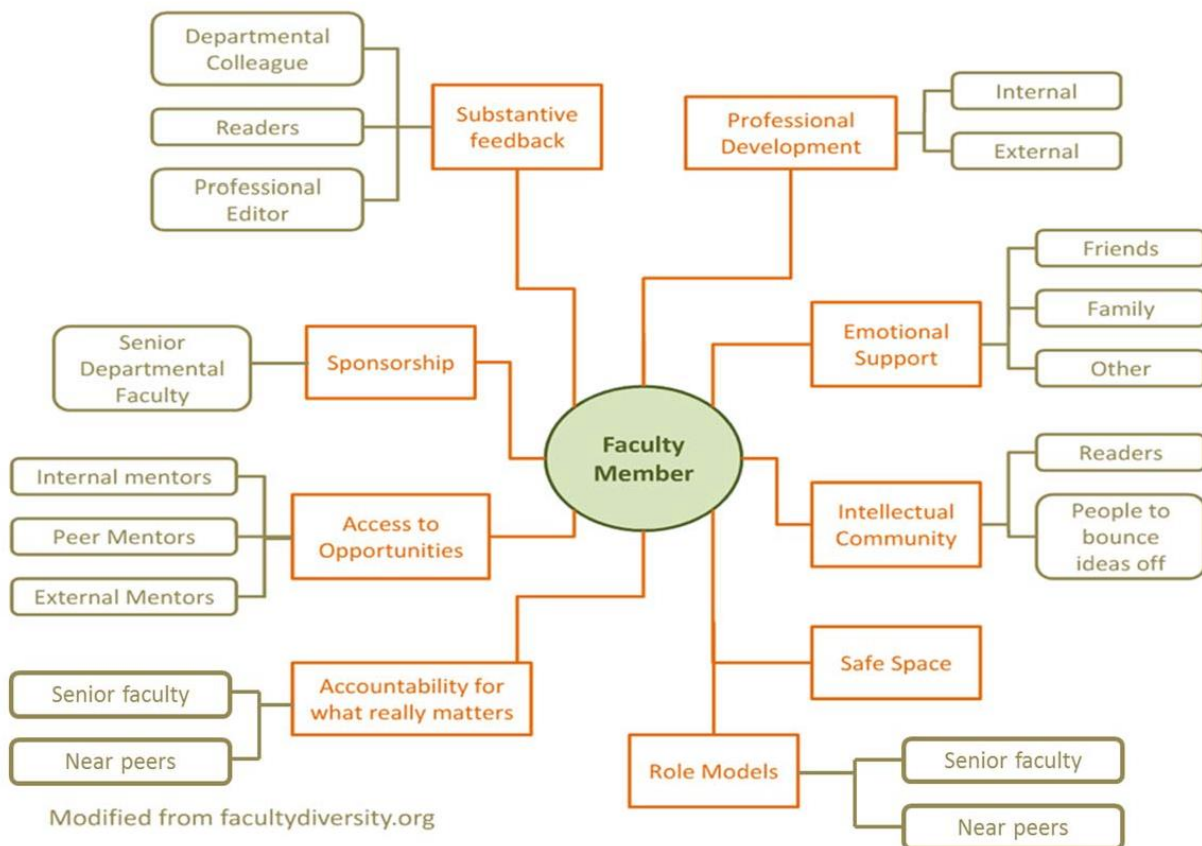 Departmental
Colleague
Readers
Professional
Editor
Substantive
feedback
Professional
Development
Internal
External
Friends
Family
Other
Emotional
Support
Senior
Departmental
Faculty
Sponsorship
Faculty
Member
Readers
People to
bounce
ideas off
Intellectual
Community
Internal mentors
Peer Mentors
External Mentors
Access to
Opportunities
Safe Space
Senior faculty
Near peers
Accountability for
what really matters
Role Models
Senior faculty
Near peers
Modified from facultydiversity.org